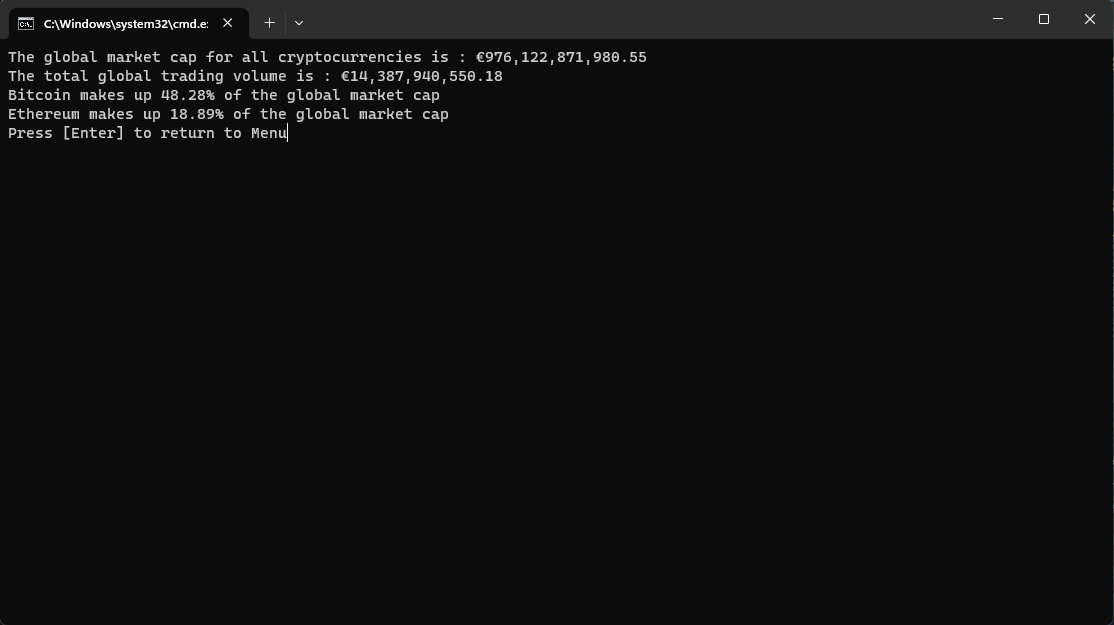 C:\Windows\system32\cmd.e:
The global market cap for all cryptocurrencies is : €976,122,871,980.55
The total global trading volume is : €14,387,940,550.18
Bitcoin makes up 48.28% of the global market cap
Ethereum makes up 18.89% of the global market cap
Press [Enter] to return to Menu